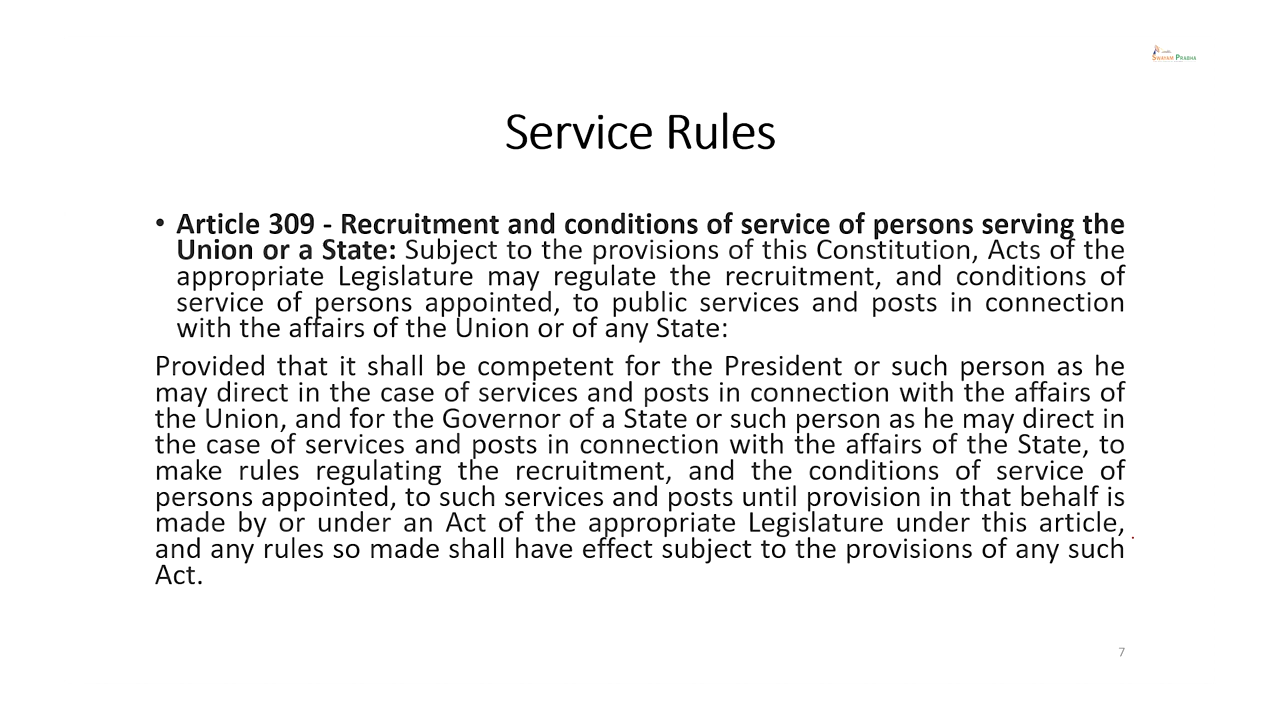 SWAYAM PRABHA
Service Rules
• Article 309 - Recruitment and conditions of service of persons serving the
Union or a State: Subject to the provisions of this Constitution, Acts of the
appropriate Legislature may regulate the recruitment, and conditions of
service of persons appointed, to public services and posts in connection
with the affairs of the Union or of any State:
Provided that it shall be competent for the President or such person as he
may direct in the case of services and posts in connection with the affairs of
the Union, and for the Governor of a State or such person as he may direct in
the case of services and posts in connection with the affairs of the State, to
make rules regulating the recruitment, and the conditions of service of
persons appointed, to such services and posts until provision in that behalf is
made by or under an Act of the appropriate Legislature under this article,
and any rules so made shall have effect subject to the provisions of any such
Act.
7